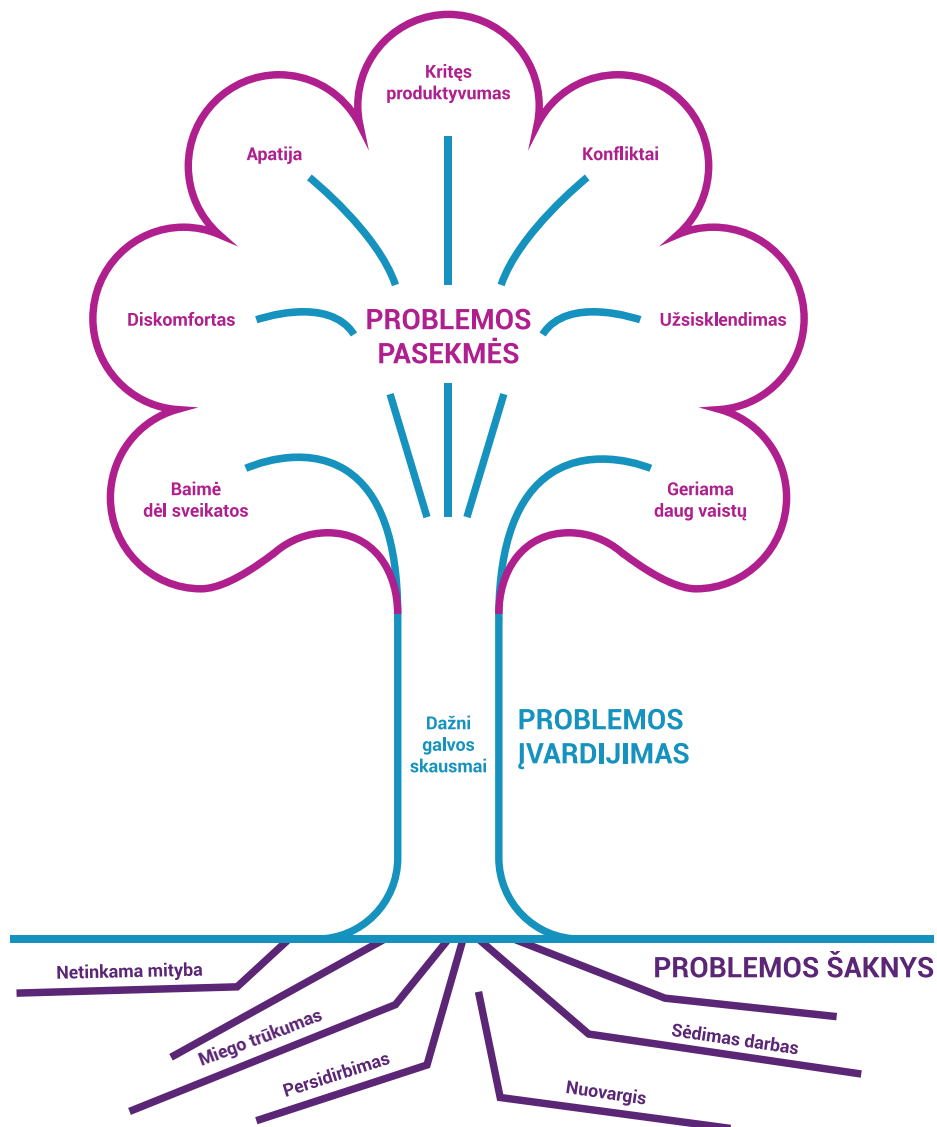 Kritęs
produktyvumas
Apatija
Konfliktai
Diskomfortas
PROBLEMOS
PASEKMĖS
Užsisklendimas
Baimė
dėl sveikatos
Geriama
daug vaistų
Dažni
galvos
skausmai
PROBLEMOS
ĮVARDIJIMAS
PROBLEMOS ŠAKNYS
Netinkama mityba
Miego trūkumas
Persidirbimas
Nuovargis
Sėdimas darbas